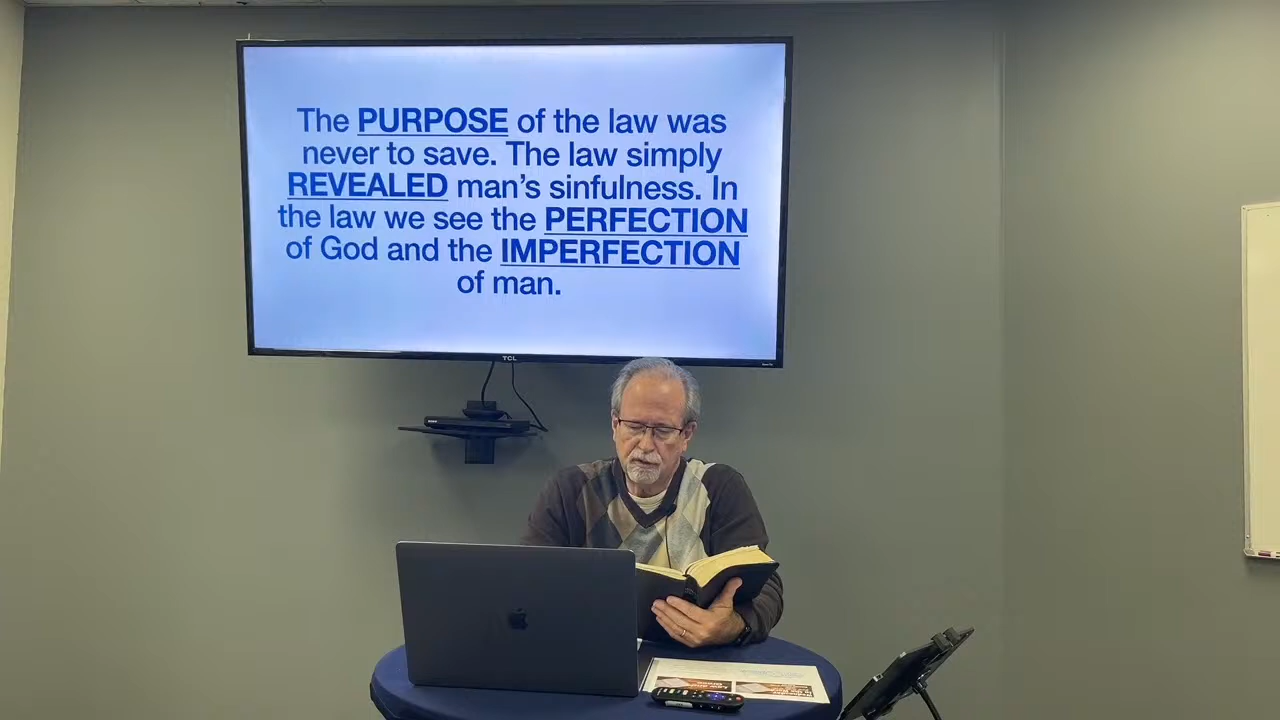 The PURPOSE of the law was
never to save. The law simply
REVEALED man's sinfulness. In
the law we see the PERFECTION
of God and the IMPERFECTION
of man.
TCL